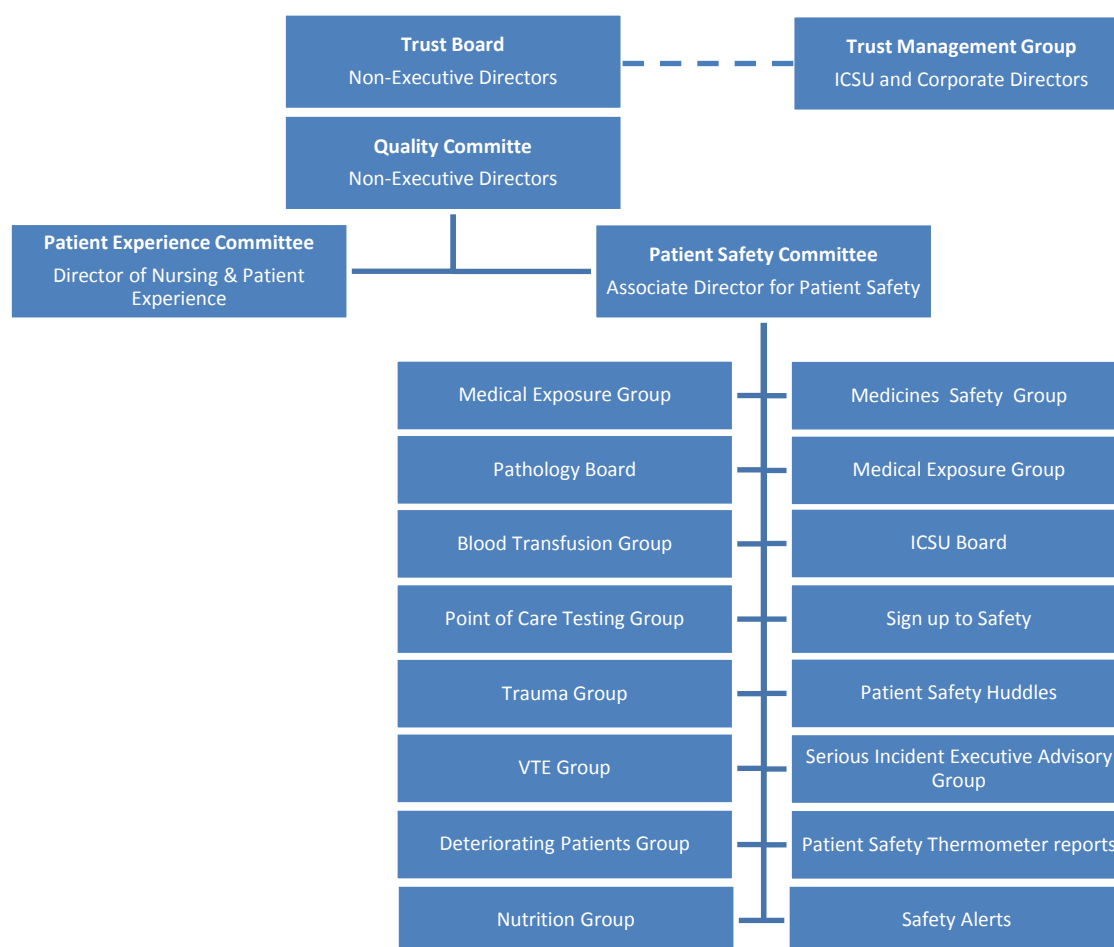 Trust Board
Non-Executive Directors
Trust Management Group
ICSU and Corporate Directors
Quality Committe
Non-Executive Directors
Patient Experience Committee
Director of Nursing & Patient
Experience
Patient Safety Committee
Associate Director for Patient Safety
Medical Exposure Group
Medicines Safety Group
Pathology Board
Medical Exposure Group
Blood Transfusion Group
ICSU Board
Point of Care Testing Group
Sign up to Safety
Trauma Group
Patient Safety Huddles
VTE Group
Serious Incident Executive Advisory
Group
Deteriorating Patients Group
Patient Safety Thermometer reports
Nutrition Group
Safety Alerts